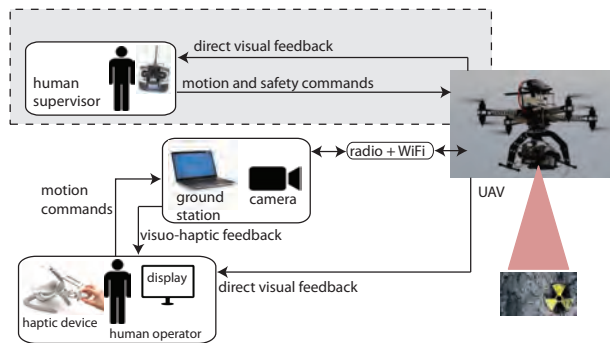 direct visual feedback
human
supervisor
motion and safety commands
radio + WiFi
motion
commands
ground
station
camera
UAV
visuo-haptic feedback
display
direct visual feedback
haptic device
human operator